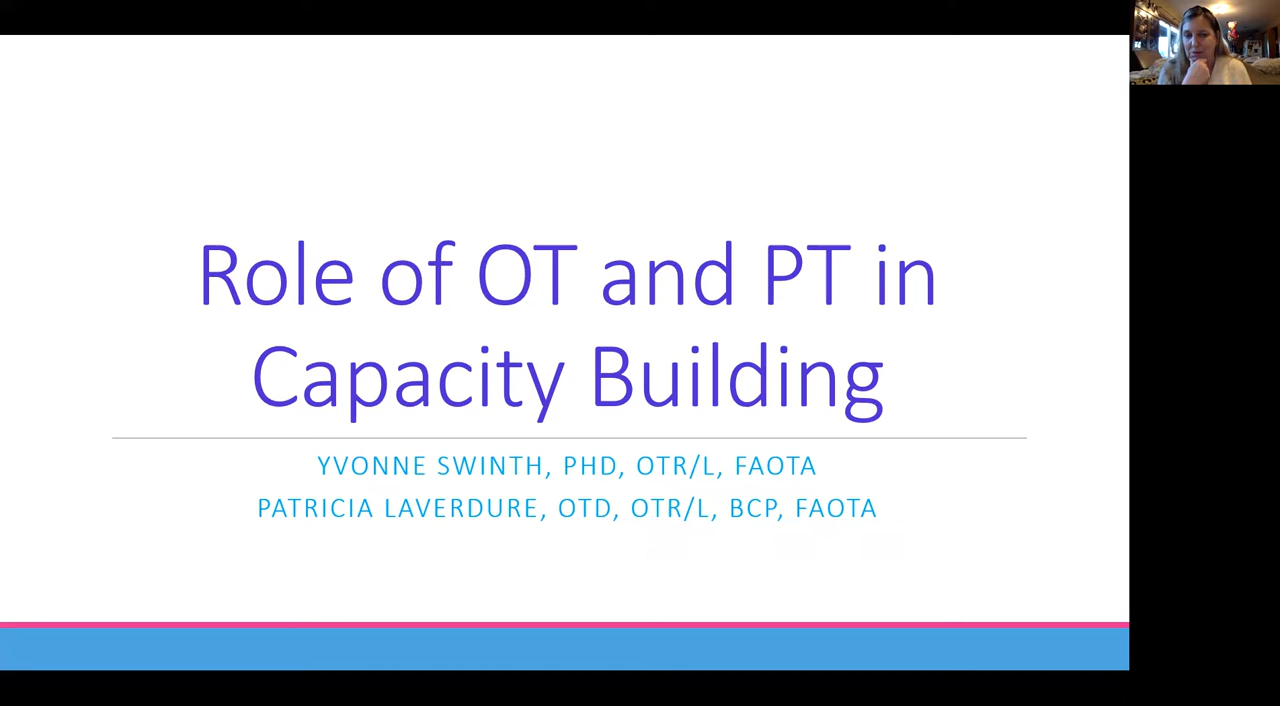 Role of OT and PT in
Capacity Building
YVONNE SWINTH, PHD, OTR/L, FAOTA
PATRICIA LAVERDURE, OTD, OTR/L, BCP, FAOTA